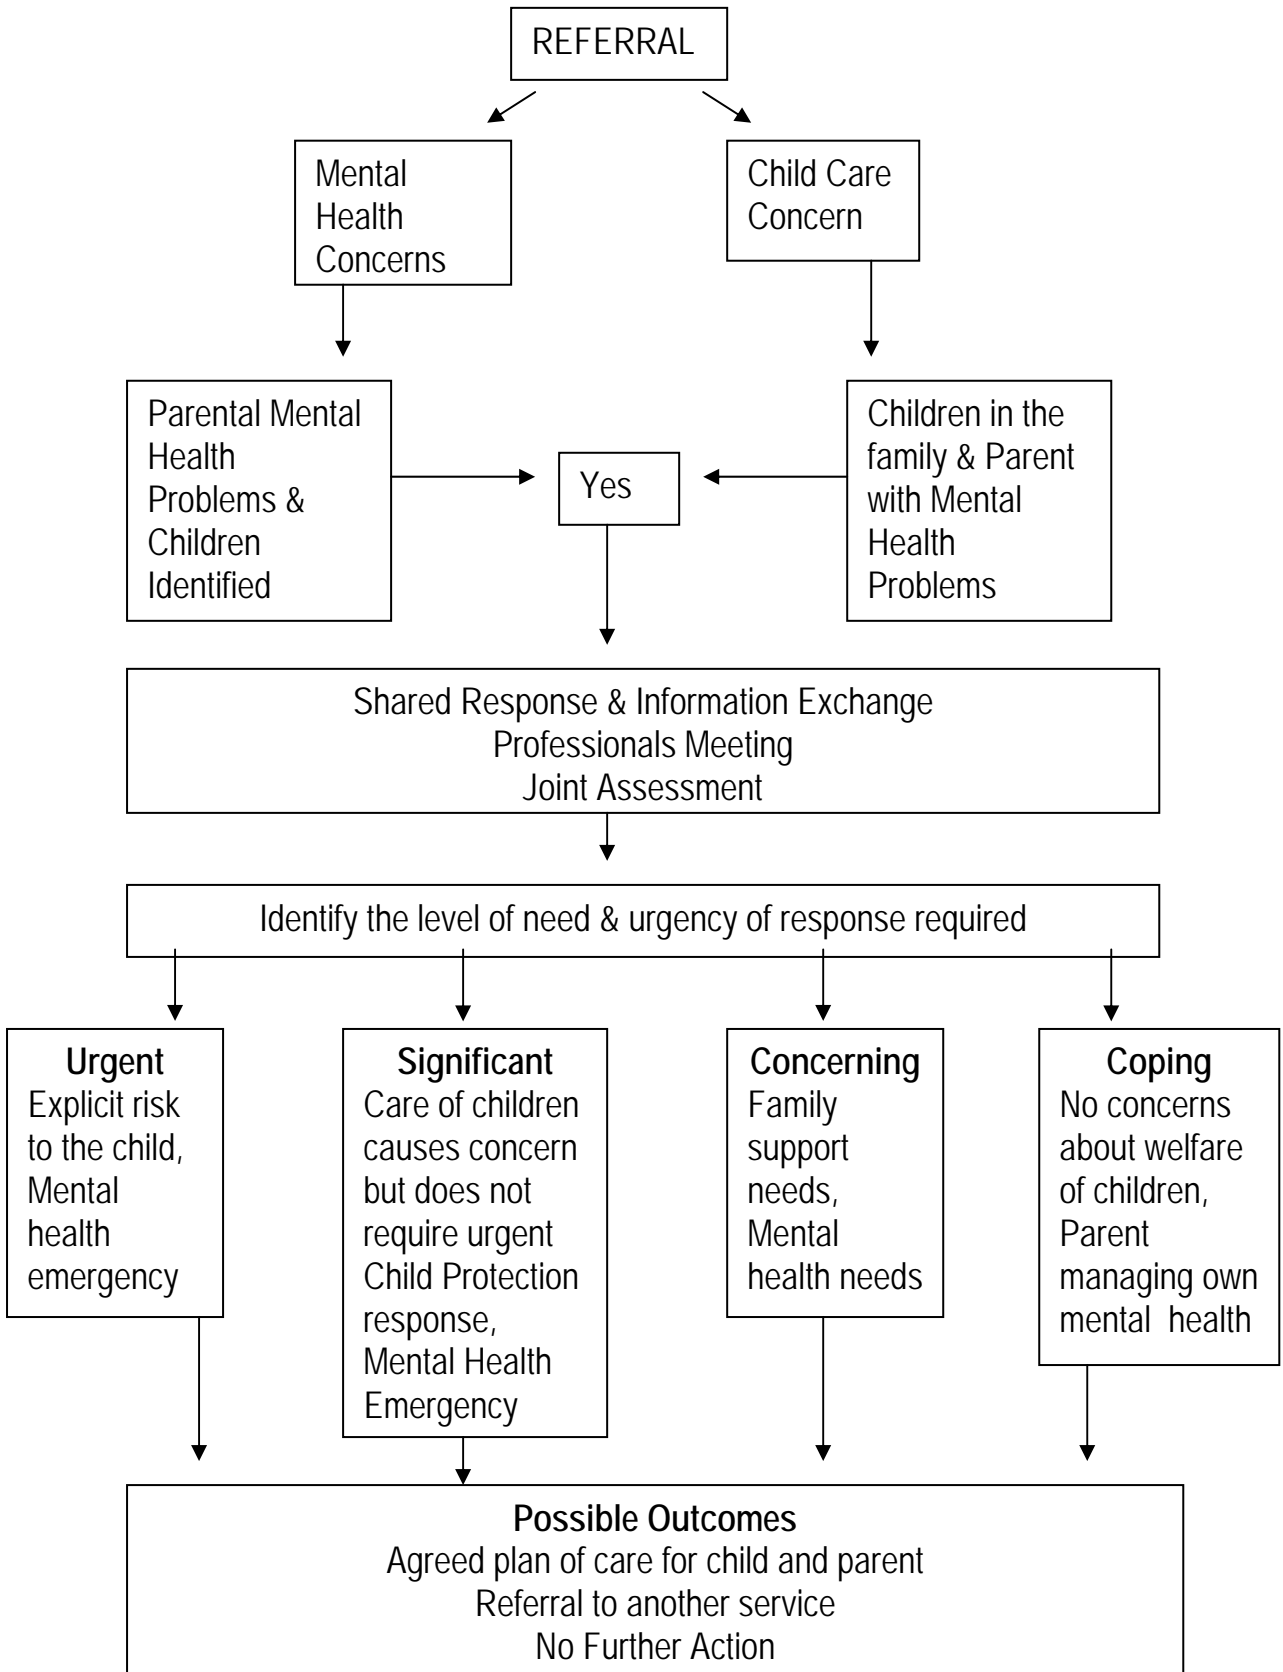 REFERRAL
Mental
Health
Concerns
Child Care
Concern
Parental Mental
Health
Problems &
Children
Identified
Yes
Children in the
family & Parent
with Mental
Health
Problems
Shared Response & Information Exchange
Professionals Meeting
Joint Assessment
Identify the level of need & urgency of response required
Urgent
Explicit risk
to the child,
Mental
health
emergency
Significant
Care of children
causes concern
but does not
require urgent
Child Protection
response,
Mental Health
Emergency
Concerning
Family
support
needs,
Mental
health needs
Coping
No concerns
about welfare
of children,
Parent
managing own
mental health
Possible Outcomes
Agreed plan of care for child and parent
Referral to another service
No Further Action